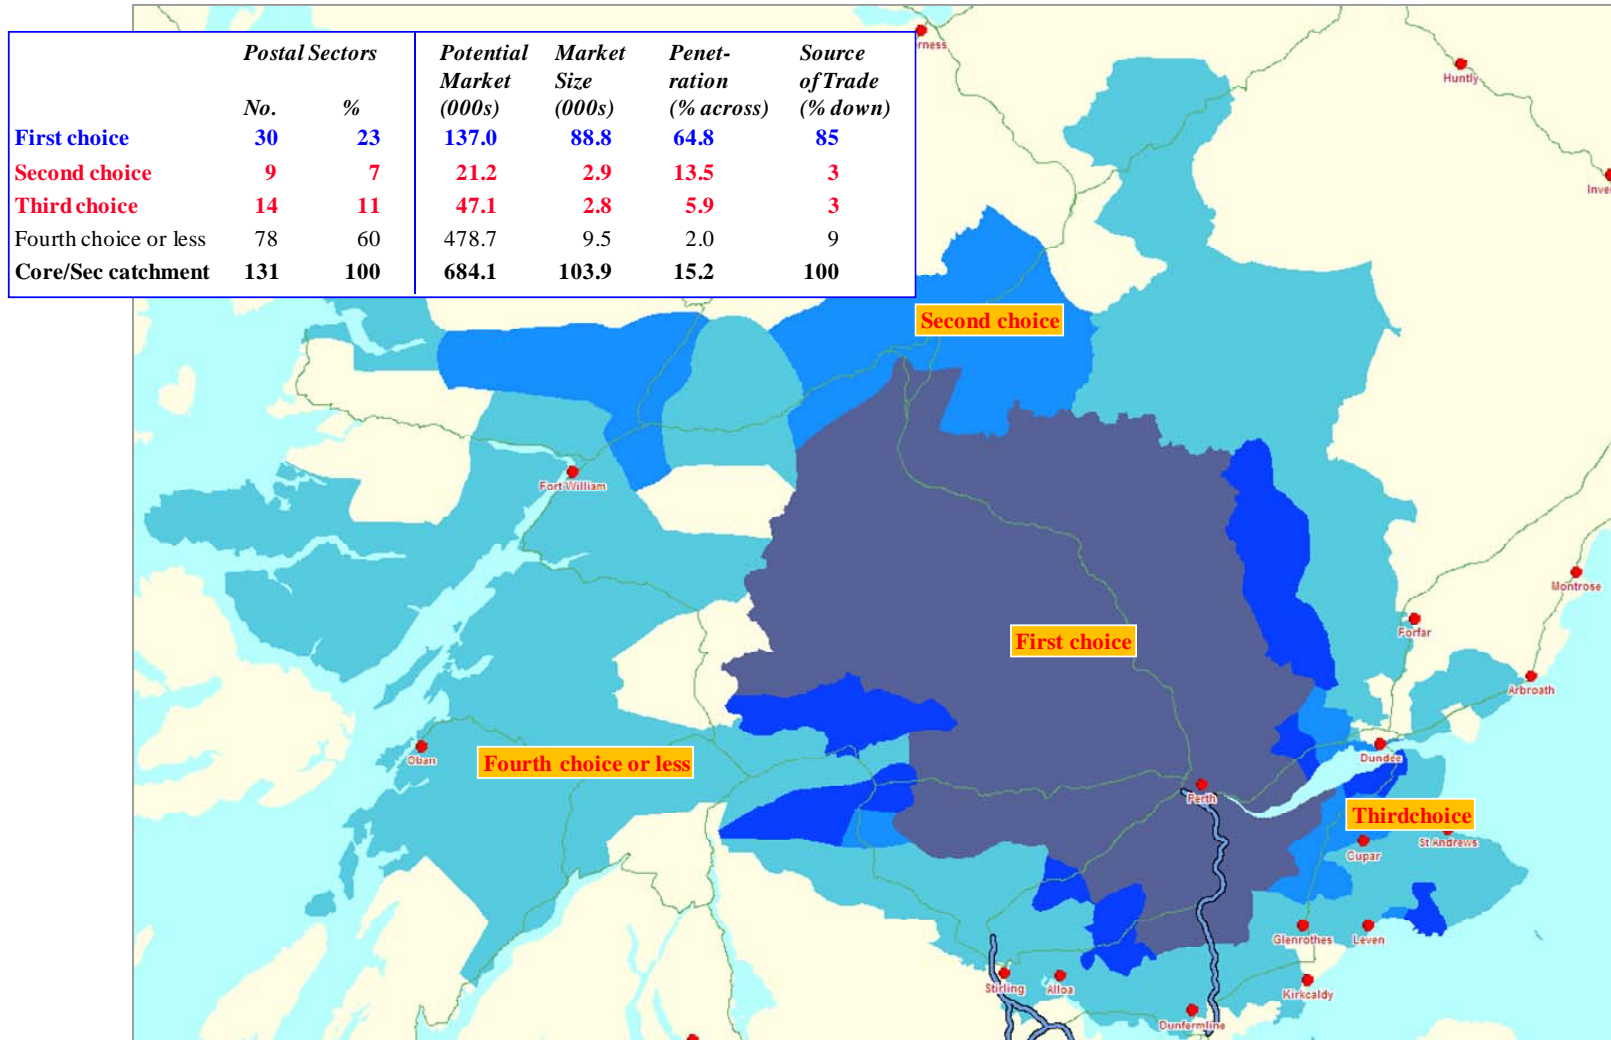 Postal Sectors Potential Market Penet- Source
Market Size ration of Trade
No. % (000s) (000s) (% across) (% down)
First choice 30 23 137.0 88.8 64.8 85
Second choice 9 7 21.2 2.9 13.5 3
Third choice 14 11 47.1 2.8 5.9 3
Fourth choice or less 78 60 478.7 9.5 2.0 9
Core/Sec catchment 131 100 684.1 103.9 15.2 100
erness
Huntly
Inve
Second choice
Fort William
Montrose
First choice
Forfar
Arbroath
Oban
Fourth choice or less
Dundee
Perth
Thirdchoice
Cupar
St Andrews
Glenrothes
Leven
Stirling
Alloa
Kirkcaldy
Dunfermline